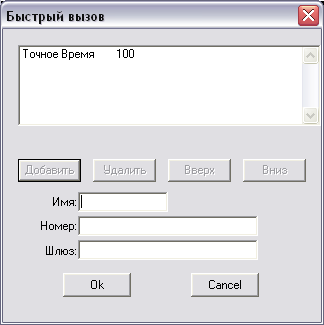 Быстрый вызов
Точное Время 100
Добавить Удалить Вверх Вниз
Имя:
Номер:
Шлюз:
Ok Cancel